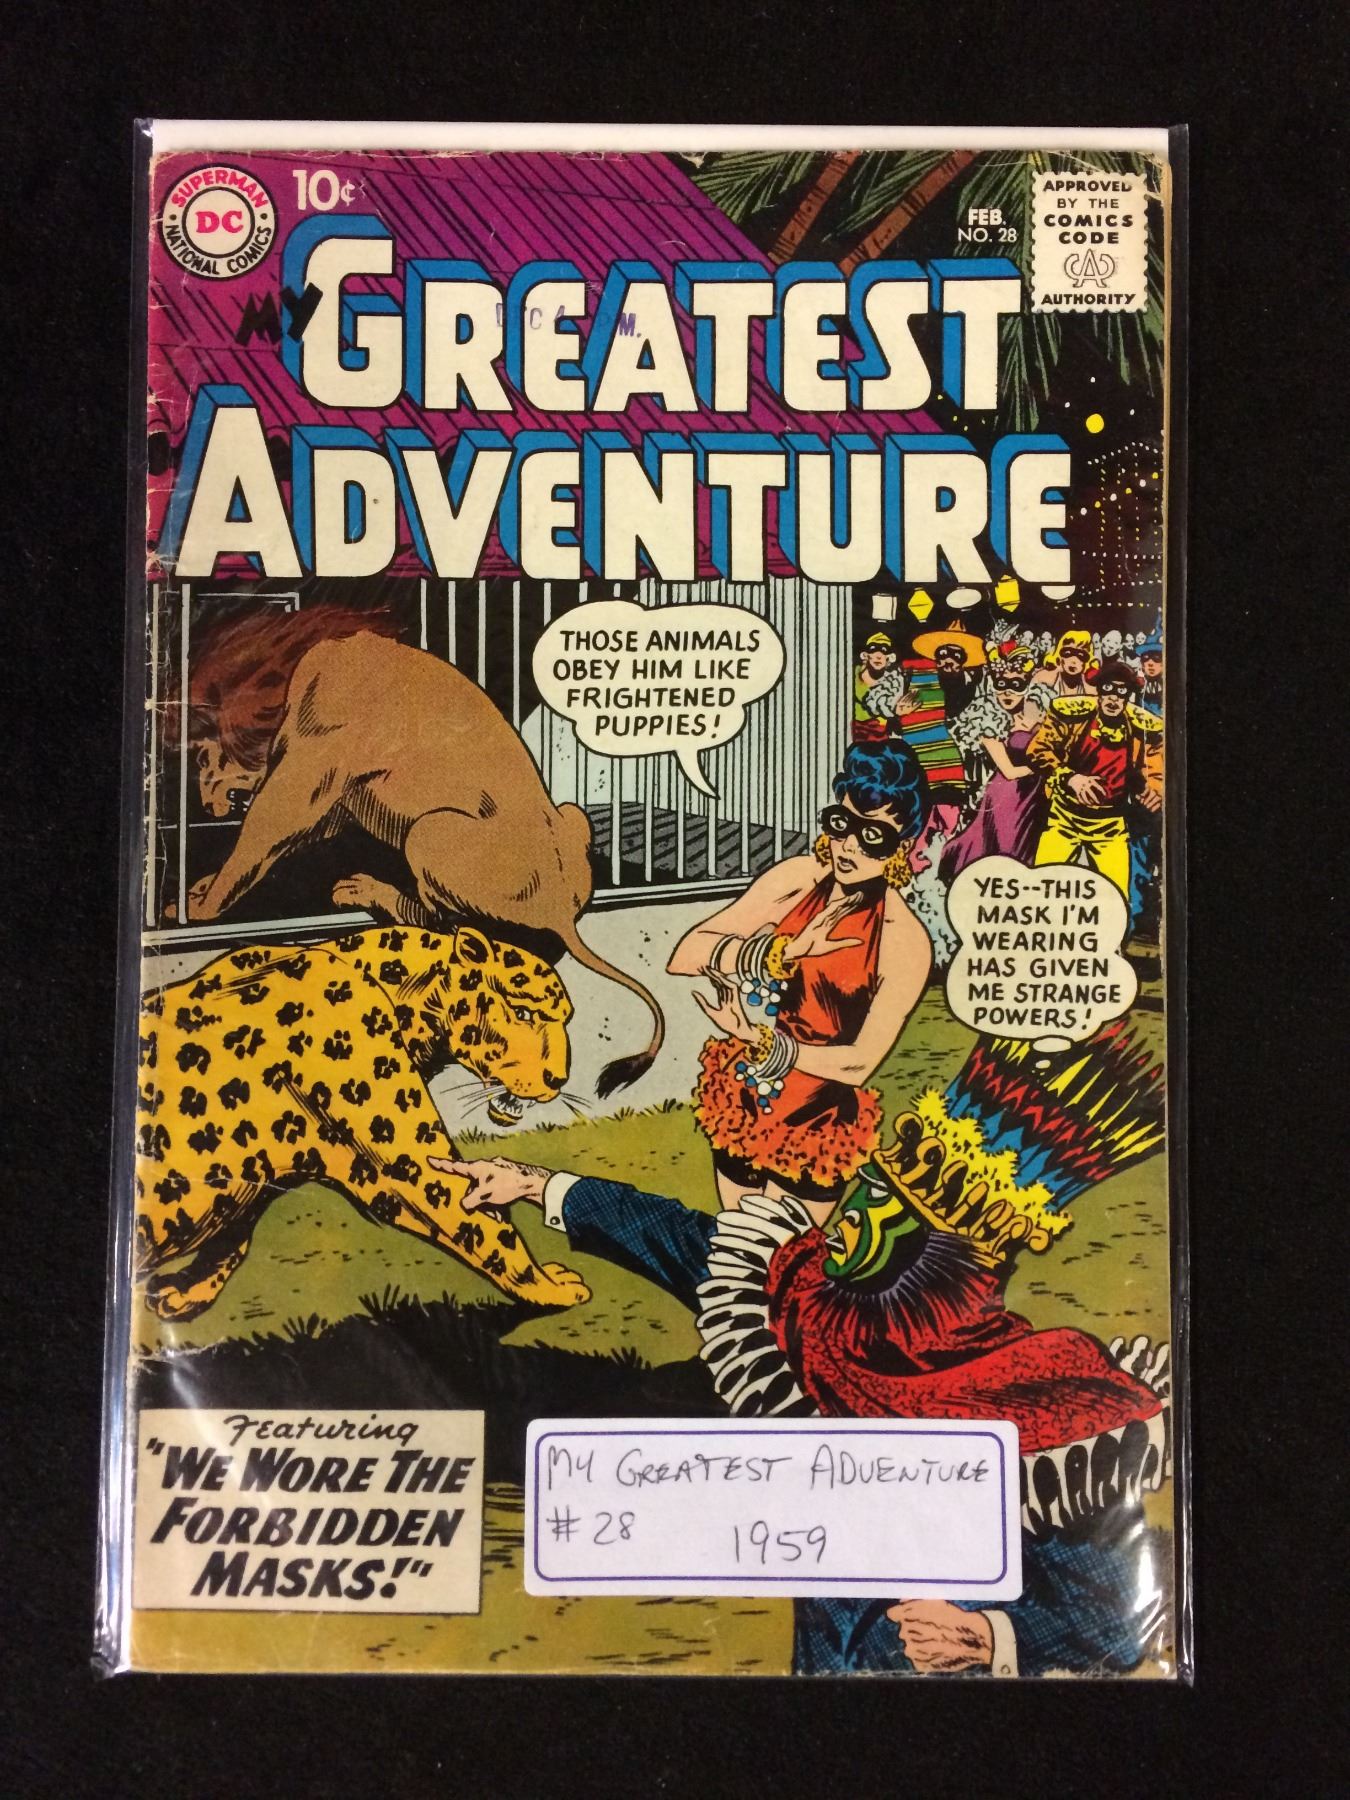 SUPERMAN
DC
NATIONAL COMICS
10¢
FEB.
NO. 28
APPROVED
BY THE
COMICS
CODE
CA
AUTHORITY
MY
GREATEST
ADVENTURE
THOSE ANIMALS
OBEY HIM LIKE
FRIGHTENED
PUPPIES!
YES--THIS
MASK I'M
WEARING
HAS GIVEN
ME STRANGE
POWERS!
Featuring
"WE WORE THE
FORBIDDEN
MASKS!"
MY GREATEST ADVENTURE
#28 1959